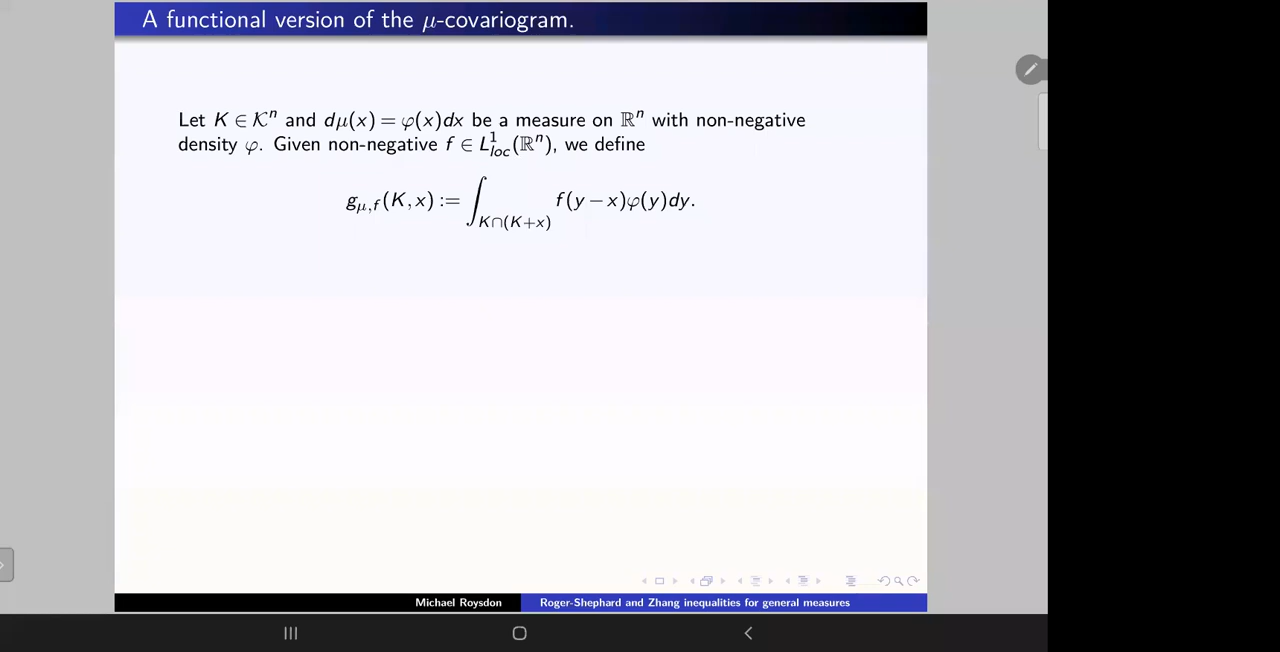 A functional version of the μ-covariogram.
Let K ∈ 𝒦ⁿ and dμ(x) = φ(x)dx be a measure on ℝⁿ with non-negative
density φ. Given non-negative f ∈ L¹_loc(ℝⁿ), we define
g_{μ,f}(K, x) := ∫_{K∩(K+x)} f(y − x)φ(y)dy.
Michael Roysdon Roger-Shephard and Zhang inequalities for general measures